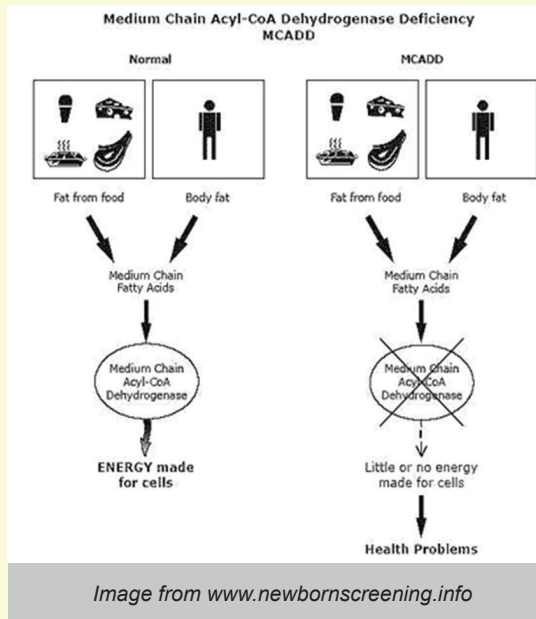 Medium Chain Acyl-CoA Dehydrogenase Deficiency
MCADD
Normal
Fat from food
Body fat
Medium Chain
Fatty Acids
Medium Chain
Acyl-CoA
Dehydrogenase
ENERGY made
for cells
MCADD
Fat from food
Body fat
Medium Chain
Fatty Acids
Medium Chain
Acyl-CoA
Dehydrogenase
Little or no energy
made for cells
Health Problems
Image from www.newbornscreening.info